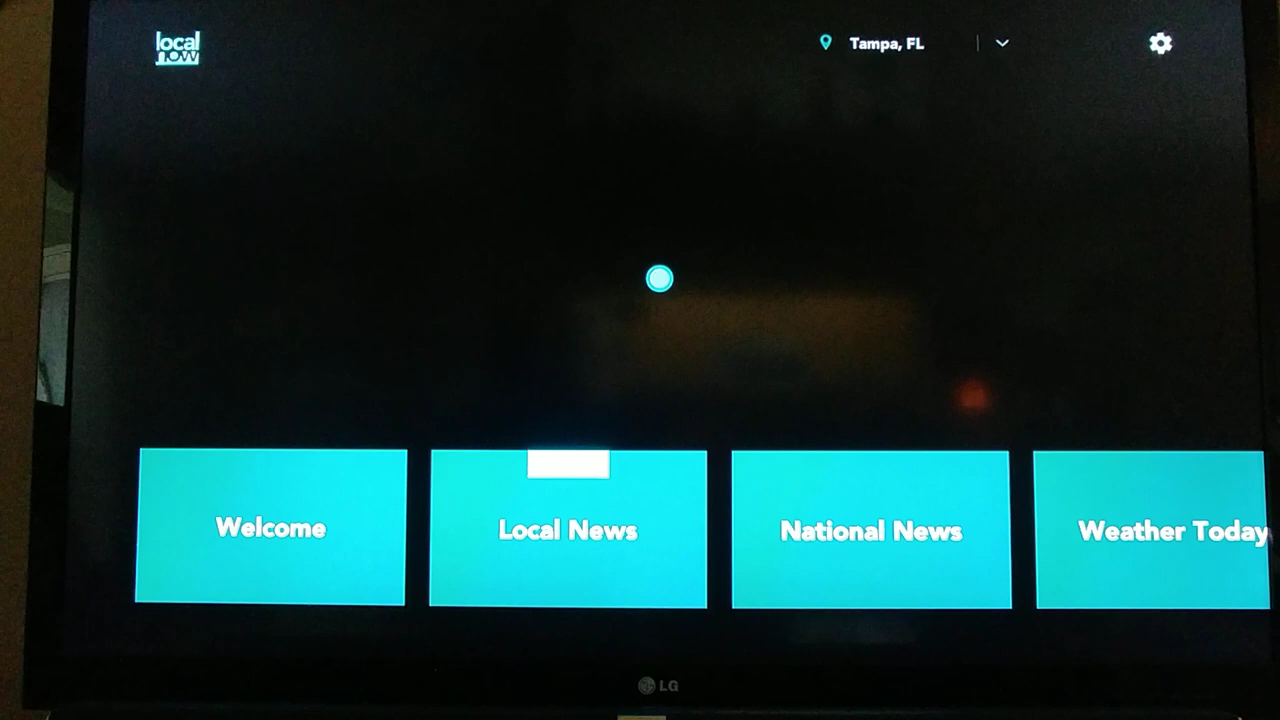 local
now
Tampa, FL
Welcome
Local News
National News
Weather Today
LG